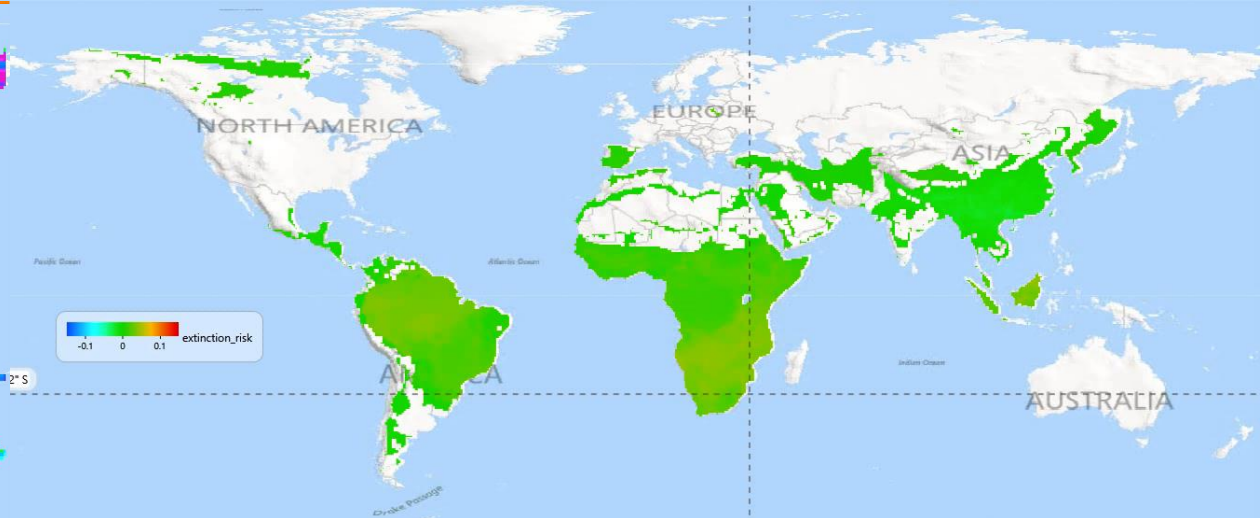 EUROPE
NORTH AMERICA
ASIA
Pacific Ocean
Atlantic Ocean
-0.1 0 0.1 extinction_risk
Indian Ocean
2° S
A CA
AUSTRALIA
Drake Passage